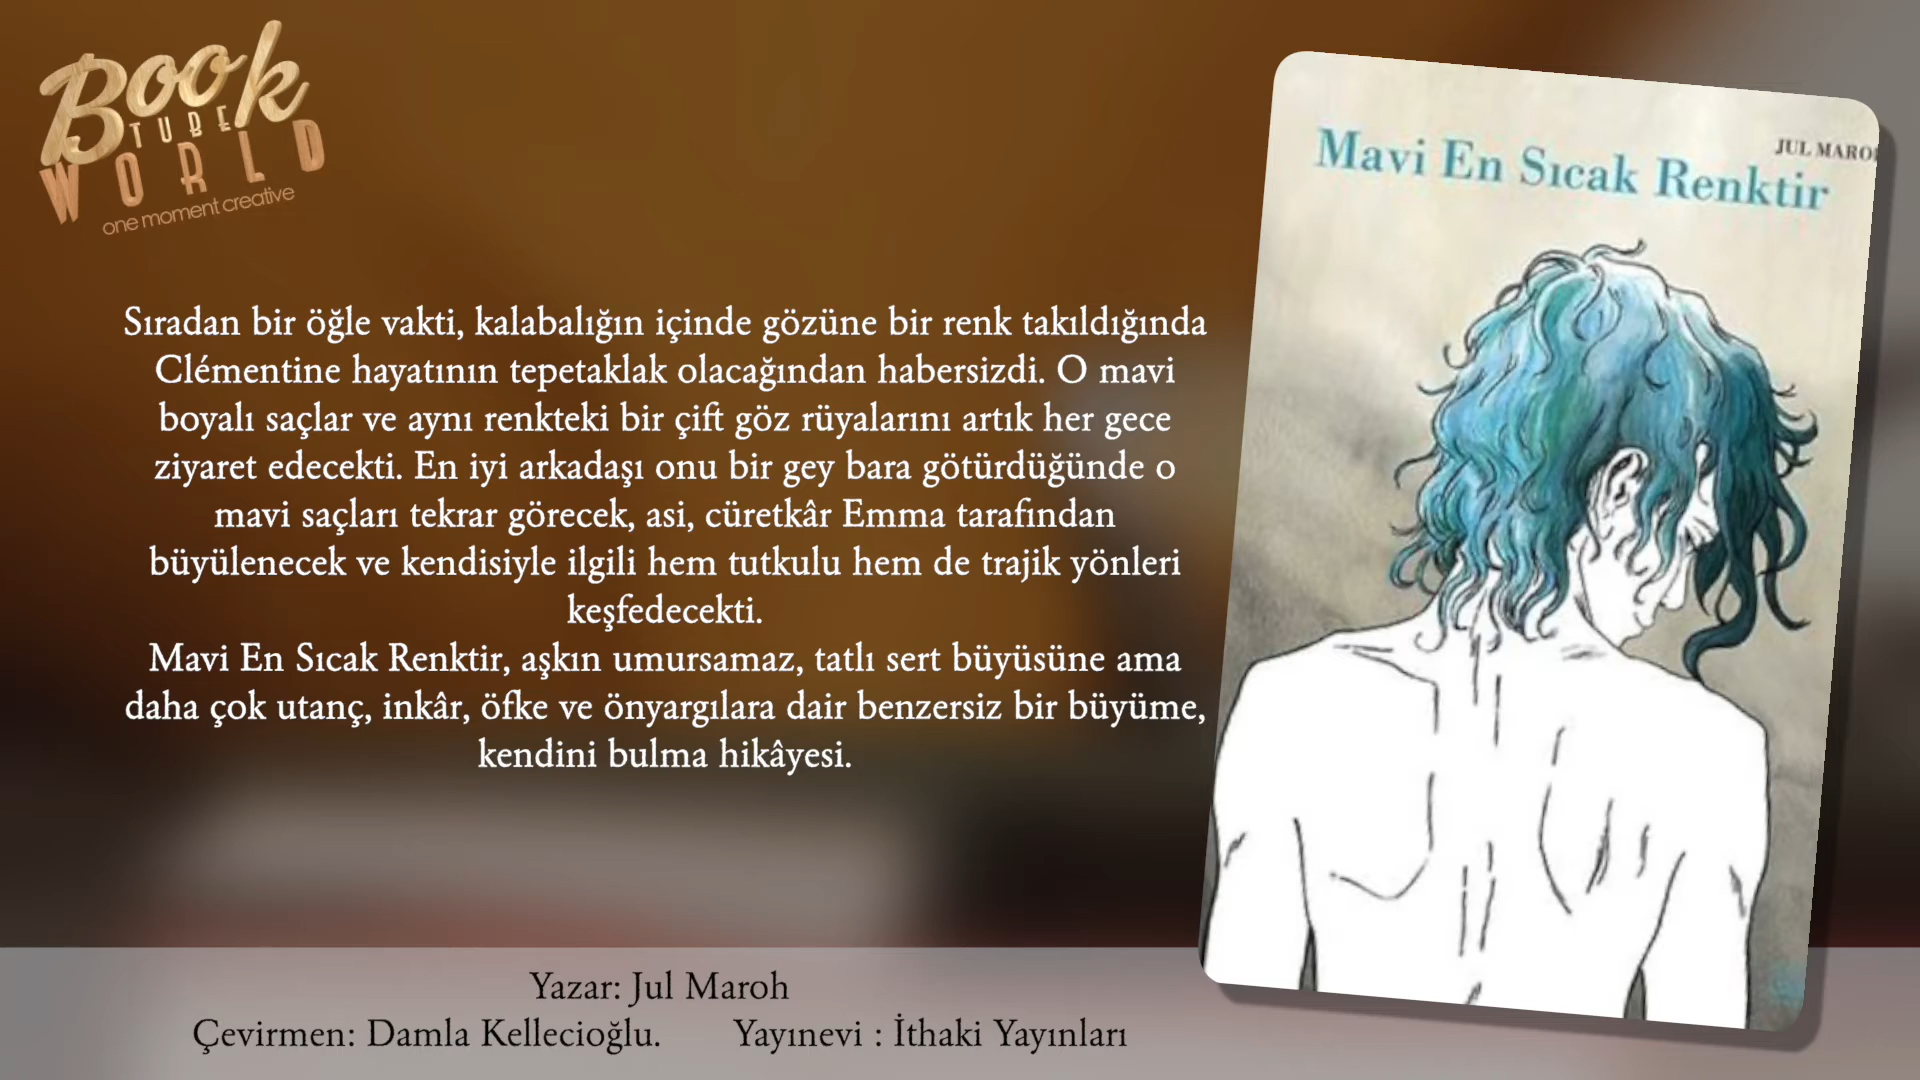 Book
TUBE
WORLD
one moment creative
JUL MARO
Mavi En Sıcak Renktir
Sıradan bir öğle vakti, kalabalığın içinde gözüne bir renk takıldığında
Clémentine hayatının tepetaklak olacağından habersizdi. O mavi
boyalı saçlar ve aynı renkteki bir çift göz rüyalarını artık her gece
ziyaret edecekti. En iyi arkadaşı onu bir gey bara götürdüğünde o
mavi saçları tekrar görecek, asi, cüretkâr Emma tarafından
büyülenecek ve kendisiyle ilgili hem tutkulu hem de trajik yönleri
keşfedecekti.
Mavi En Sıcak Renktir, aşkın umursamaz, tatlı sert büyüsüne ama
daha çok utanç, inkâr, öfke ve önyargılara dair benzersiz bir büyüme,
kendini bulma hikâyesi.
Yazar: Jul Maroh
Çevirmen: Damla Kellecioğlu. Yayınevi : İthaki Yayınları